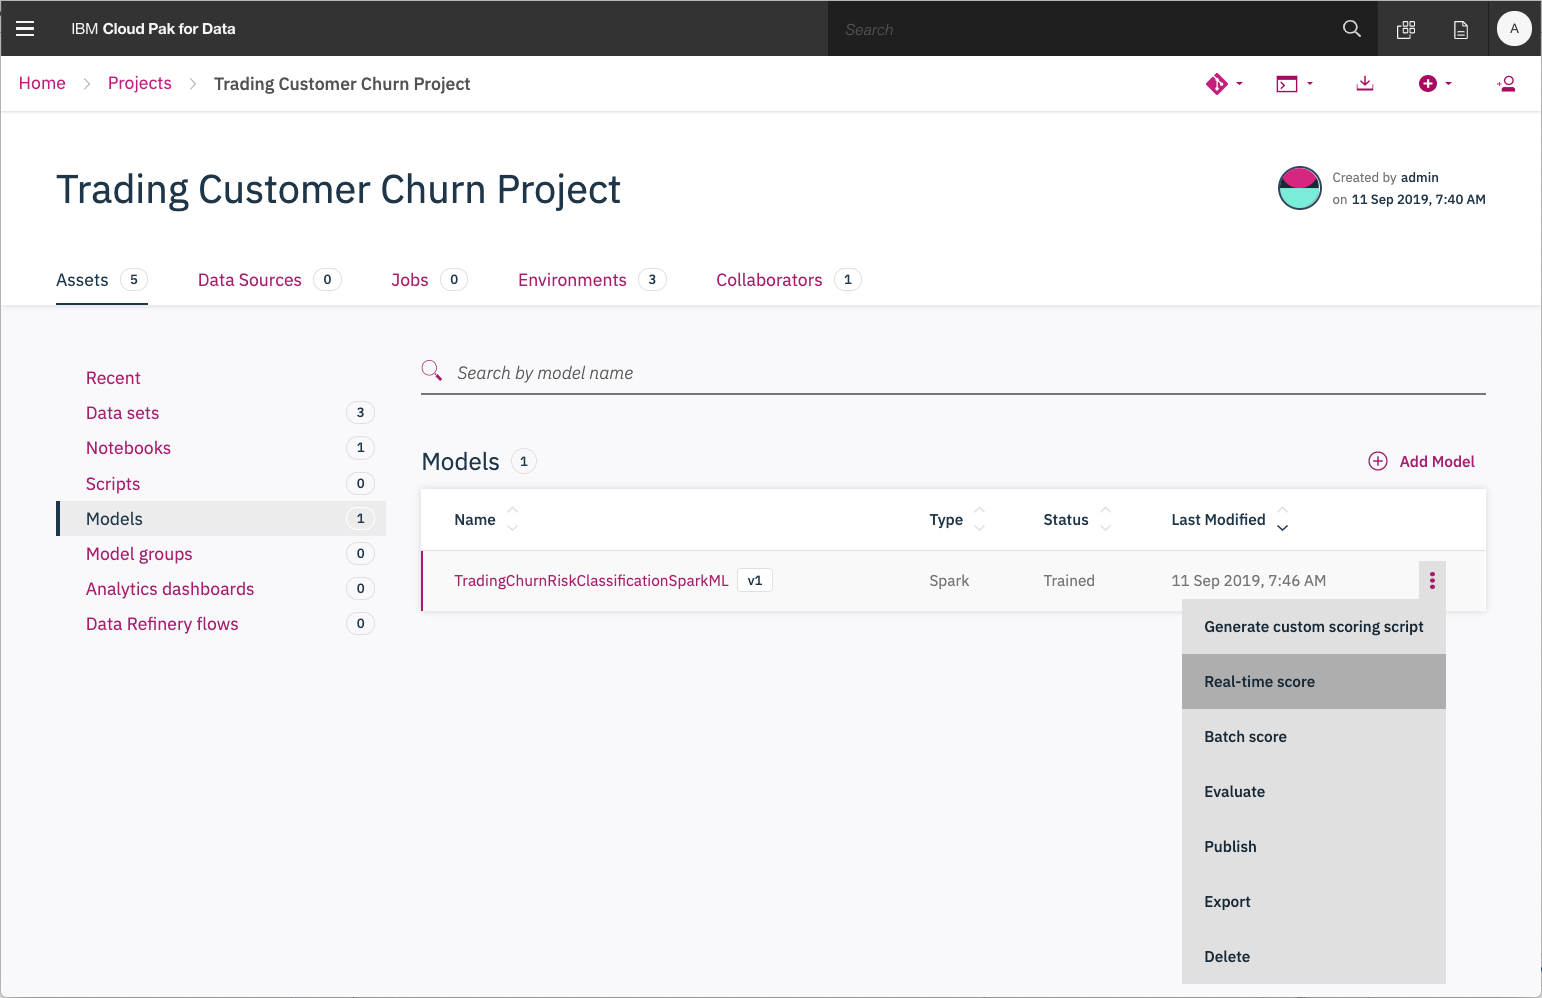 IBM Cloud Pak for Data
Search
A
Home
Projects
Trading Customer Churn Project
Trading Customer Churn Project
Created by admin
on 11 Sep 2019, 7:40 AM
Assets 5
Data Sources 0
Jobs 0
Environments 3
Collaborators 1
Recent
Data sets 3
Notebooks 1
Scripts 0
Models 1
Model groups 0
Analytics dashboards 0
Data Refinery flows 0
Search by model name
Models 1
Add Model
Name Type Status Last Modified
TradingChurnRiskClassificationSparkML v1 Spark Trained 11 Sep 2019, 7:46 AM
Generate custom scoring script
Real-time score
Batch score
Evaluate
Publish
Export
Delete